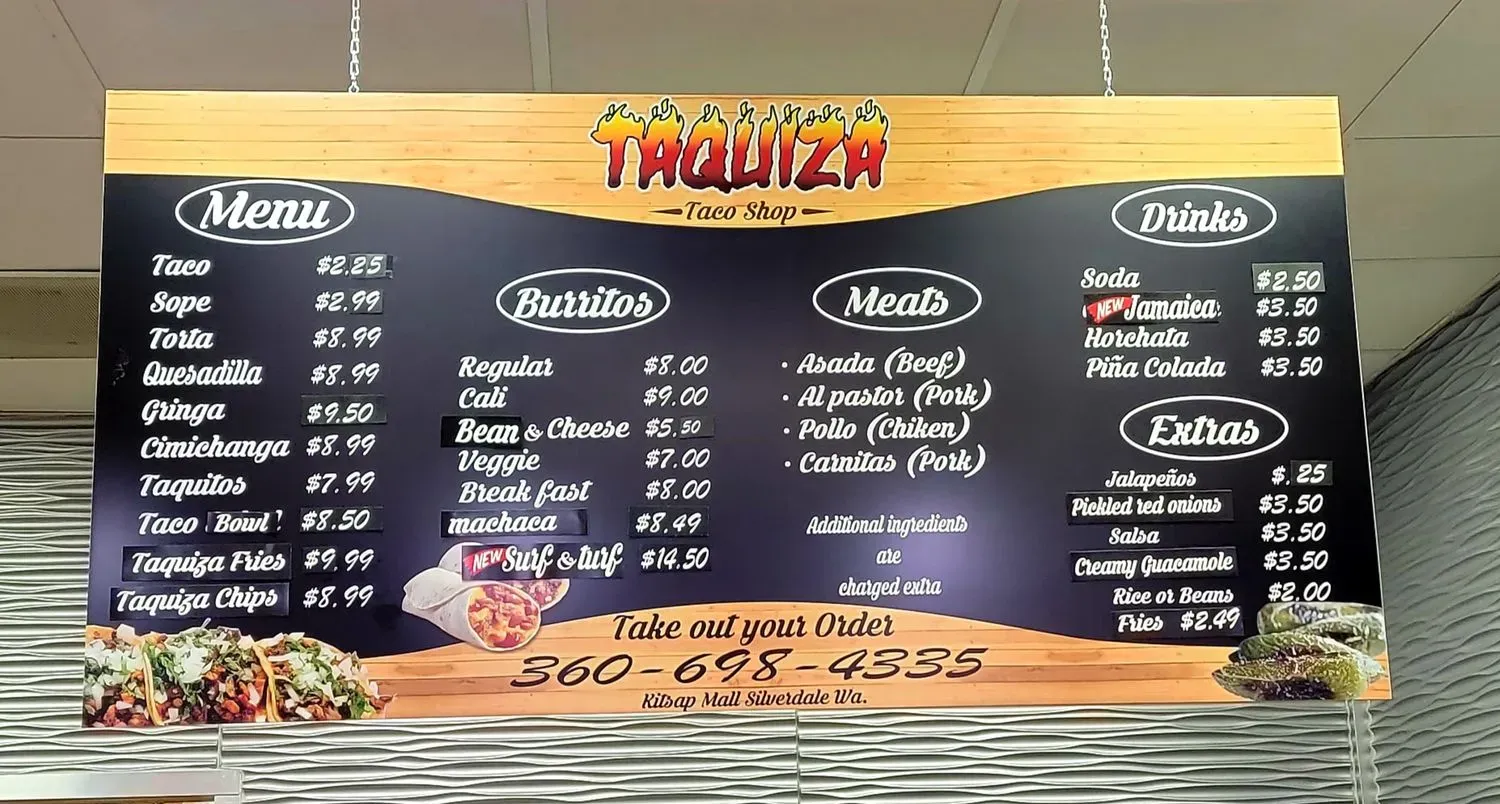 TAQUIZA
Taco Shop
Menu
Taco $2.25
Sope $2.99
Torta $8.99
Quesadilla $8.99
Gringa $9.50
Cimichanga $8.99
Taquitos $7.99
Taco Bowl $8.50
Taquiza Fries $9.99
Taquiza Chips $8.99
Burritos
Regular $8.00
Cali $9.00
Bean & Cheese $5.50
Veggie $7.00
Break fast $8.00
machaca $8.49
NEW Surf & turf $14.50
Meats
· Asada (Beef)
· Al pastor (Pork)
· Pollo (Chiken)
· Carnitas (Pork)
Additional ingredients
are
charged extra
Drinks
Soda $2.50
NEW Jamaica $3.50
Horchata $3.50
Piña Colada $3.50
Extras
Jalapeños $.25
Pickled red onions $3.50
Salsa $3.50
Creamy Guacamole $3.50
Rice or Beans $2.00
Fries $2.49
Take out your Order
360-698-4335
Kitsap Mall Silverdale Wa.